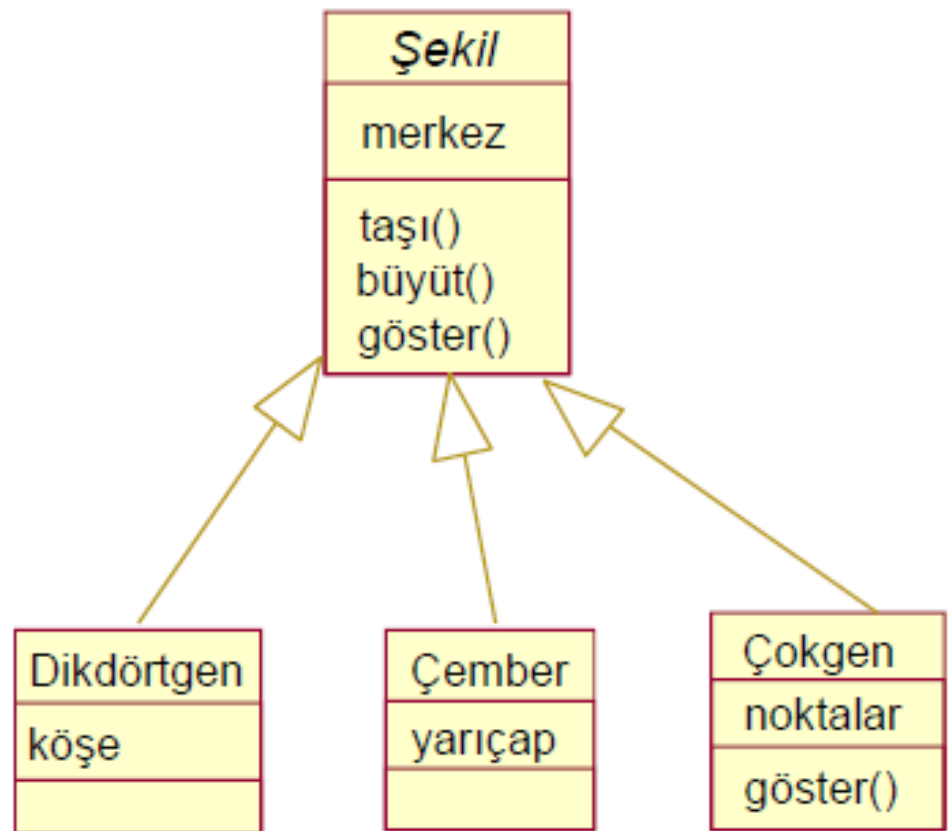 Şekil
merkez
taşı()
büyüt()
göster()
Dikdörtgen
köşe
Çember
yarıçap
Çokgen
noktalar
göster()